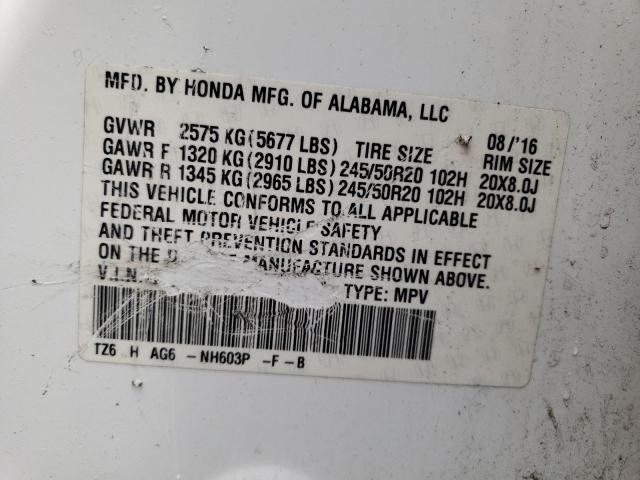 MFD. BY HONDA MFG. OF ALABAMA, LLC
08/'16
GVWR 2575 KG(5677 LBS) TIRE SIZE RIM SIZE
GAWR F 1320 KG(2910 LBS) 245/50R20 102H 20X8.0J
GAWR R 1345 KG(2965 LBS) 245/50R20 102H 20X8.0J
THIS VEHICLE CONFORMS TO ALL APPLICABLE
FEDERAL MOTOR VEHICLE SAFETY
AND THEFT PREVENTION STANDARDS IN EFFECT
ON THE MANUFACTURE SHOWN ABOVE.
V.I.N. TYPE: MPV
TZ6 H AG6 -NH603P -F-B